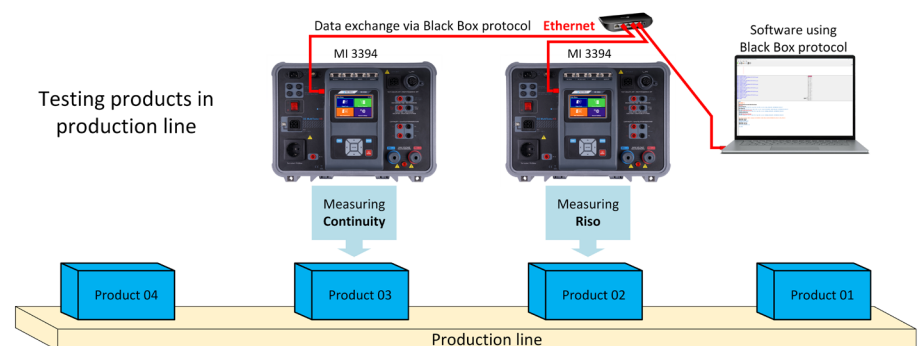 Data exchange via Black Box protocol Ethernet
Software using
Black Box protocol
MI 3394
MI 3394
Testing products in
production line
Measuring
Continuity
Measuring
Riso
Product 04
Product 03
Product 02
Product 01
Production line